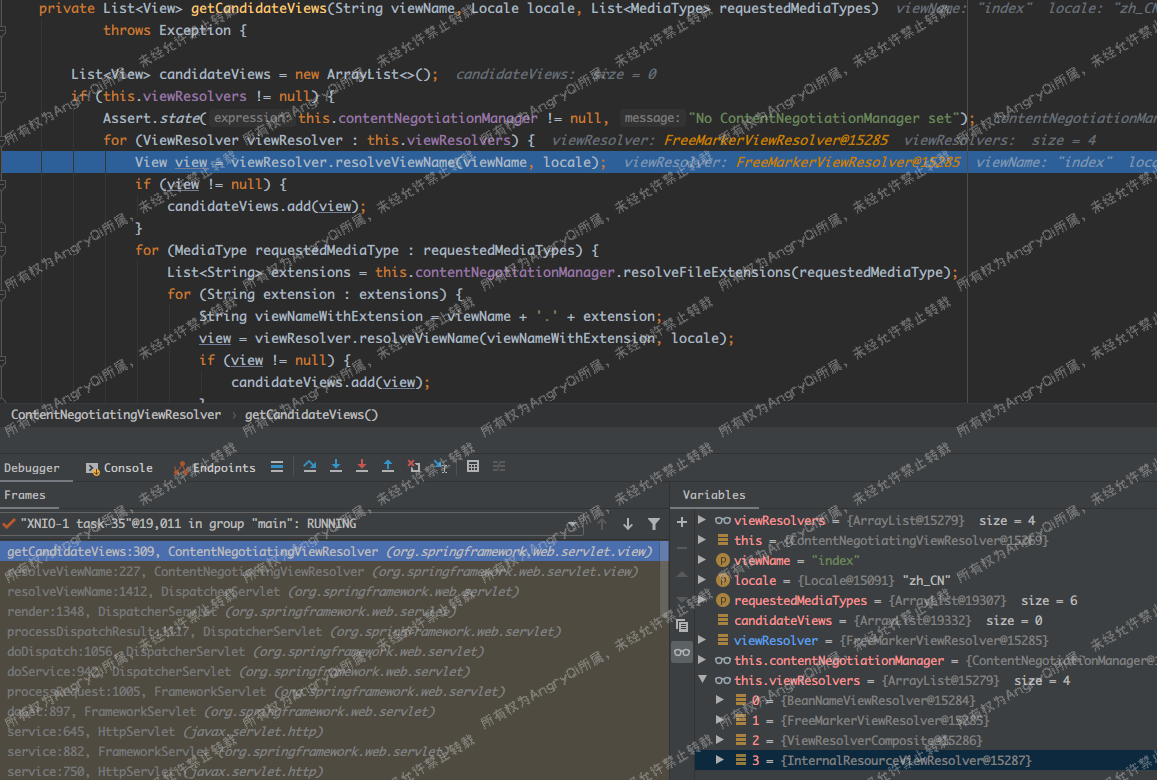 private List<View> getCandidateViews(String viewName, Locale locale, List<MediaType> requestedMediaTypes)  viewName: "index"  locale: "zh_CN
throws Exception {
List<View> candidateViews = new ArrayList<>();  candidateViews:  size = 0
if (this.viewResolvers != null) {
Assert.state( expression: this.contentNegotiationManager != null,  message: "No ContentNegotiationManager set");  contentNegotiationMan
for (ViewResolver viewResolver : this.viewResolvers) {  viewResolver: FreeMarkerViewResolver@15285  viewResolvers:  size = 4
View view = viewResolver.resolveViewName(viewName, locale);  viewResolver: FreeMarkerViewResolver@15285  viewName: "index"  loca
if (view != null) {
candidateViews.add(view);
}
for (MediaType requestedMediaType : requestedMediaTypes) {
List<String> extensions = this.contentNegotiationManager.resolveFileExtensions(requestedMediaType);
for (String extension : extensions) {
String viewNameWithExtension = viewName + '.' + extension;
view = viewResolver.resolveViewName(viewNameWithExtension, locale);
if (view != null) {
candidateViews.add(view);
}
ContentNegotiatingViewResolver › getCandidateViews()
Debugger  Console  Endpoints
Frames
"XNIO-1 task-35"@19,011 in group "main": RUNNING
getCandidateViews:309, ContentNegotiatingViewResolver (org.springframework.web.servlet.view)
resolveViewName:227, ContentNegotiatingViewResolver (org.springframework.web.servlet.view)
resolveViewName:1412, DispatcherServlet (org.springframework.web.servlet)
render:1348, DispatcherServlet (org.springframework.web.servlet)
processDispatchResult:1117, DispatcherServlet (org.springframework.web.servlet)
doDispatch:1056, DispatcherServlet (org.springframework.web.servlet)
doService:942, DispatcherServlet (org.springframework.web.servlet)
processRequest:1005, FrameworkServlet (org.springframework.web.servlet)
doGet:897, FrameworkServlet (org.springframework.web.servlet)
service:645, HttpServlet (javax.servlet.http)
service:882, FrameworkServlet (org.springframework.web.servlet)
service:750, HttpServlet (javax.servlet.http)
Variables
viewResolvers = {ArrayList@15279}  size = 4
this = {ContentNegotiatingViewResolver@15269}
viewName = "index"
locale = {Locale@15091} "zh_CN"
requestedMediaTypes = {ArrayList@19307}  size = 6
candidateViews = {ArrayList@19332}  size = 0
viewResolver = {FreeMarkerViewResolver@15285}
this.contentNegotiationManager = {ContentNegotiationManager@1
this.viewResolvers = {ArrayList@15279}  size = 4
0 = {BeanNameViewResolver@15284}
1 = {FreeMarkerViewResolver@15285}
2 = {ViewResolverComposite@15286}
3 = {InternalResourceViewResolver@15287}
所有权为AngryQi所属，未经允许禁止转载